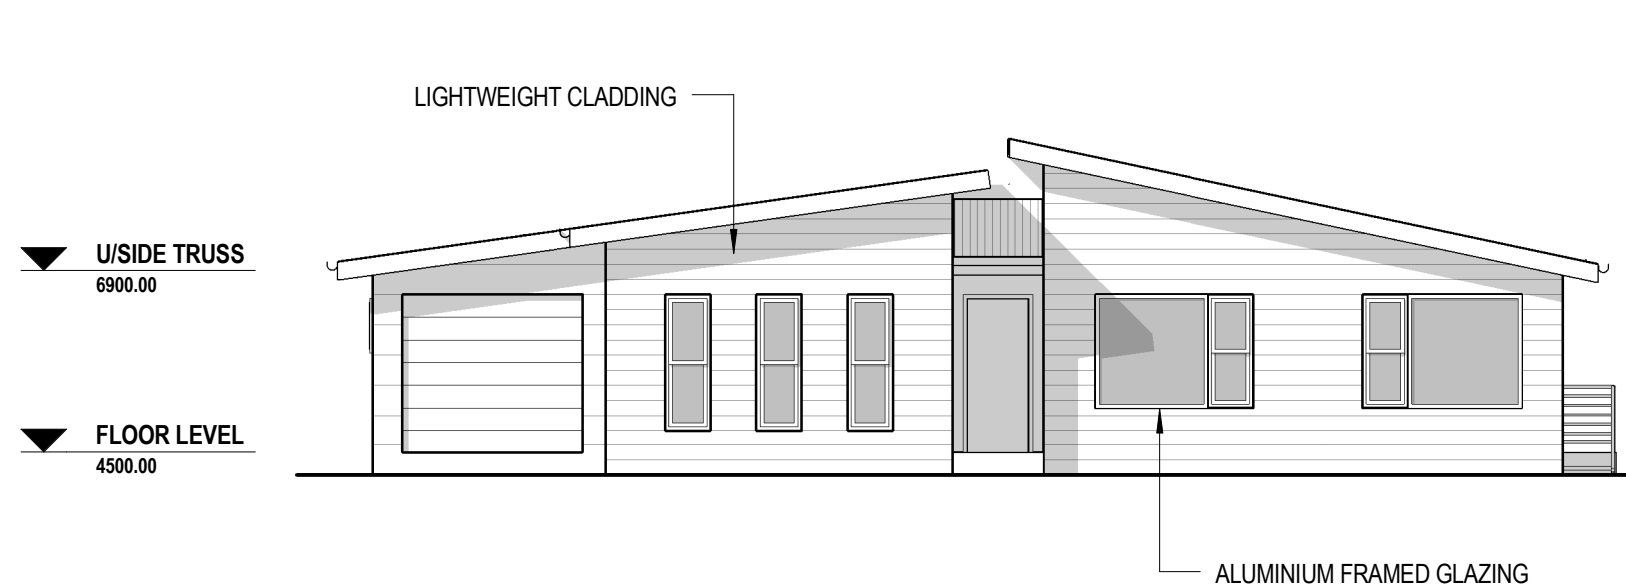 LIGHTWEIGHT CLADDING
U/SIDE TRUSS
6900.00
FLOOR LEVEL
4500.00
ALUMINIUM FRAMED GLAZING